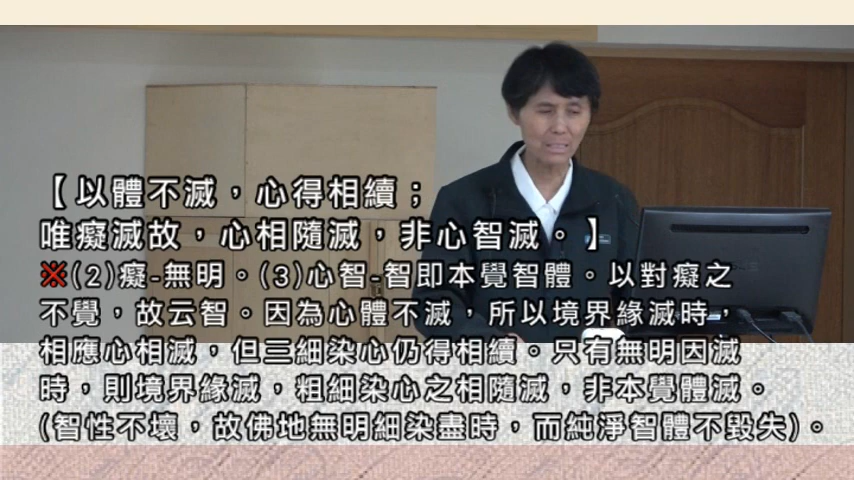 【以體不滅，心得相續；
唯癡滅故，心相隨滅，非心智滅。】
※(2)癡-無明。(3)心智-智即本覺智體。以對癡之
不覺，故云智。因為心體不滅，所以境界緣滅時，
相應心相滅，但三細染心仍得相續。只有無明因滅
時，則境界緣滅，粗細染心之相隨滅，非本覺體滅。
(智性不壞，故佛地無明細染盡時，而純淨智體不毀失)。